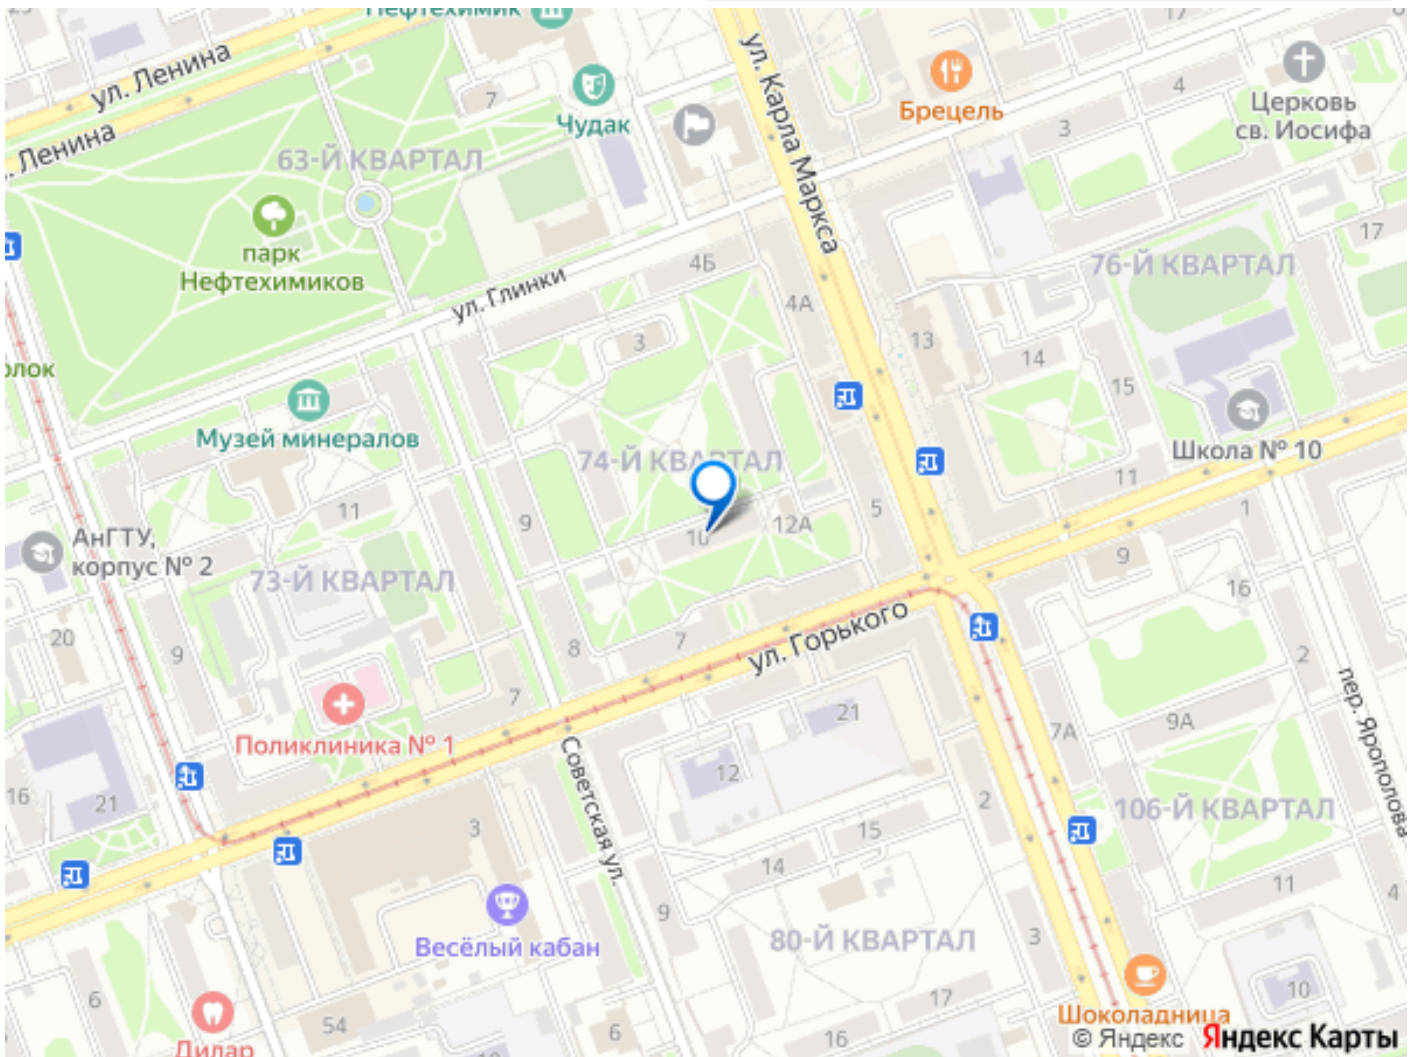 Нефтехимик
17
ул. Ленина
7
Чудак
ул. Карла Маркса
Брецель
4
Церковь
св. Иосифа
3
Ленина
63-Й КВАРТАЛ
парк
Нефтехимиков
ул. Глинки
4Б
4А
76-Й КВАРТАЛ
17
3
13
14
15
Музей минералов
74-Й КВАРТАЛ
Школа № 10
11
11
9
10
12А
5
1
АнГТУ,
корпус № 2
73-Й КВАРТАЛ
9
16
20
9
8
7
ул. Горького
2
пер. Ярополова
7
Поликлиника № 1
21
7А
9А
Советская ул.
12
16
21
2
106-Й КВАРТАЛ
3
15
14
11
4
Весёлый кабан
9
80-Й КВАРТАЛ
3
6
54
6
17
10
Шоколадница
16
Дилар
© Яндекс Яндекс Карты